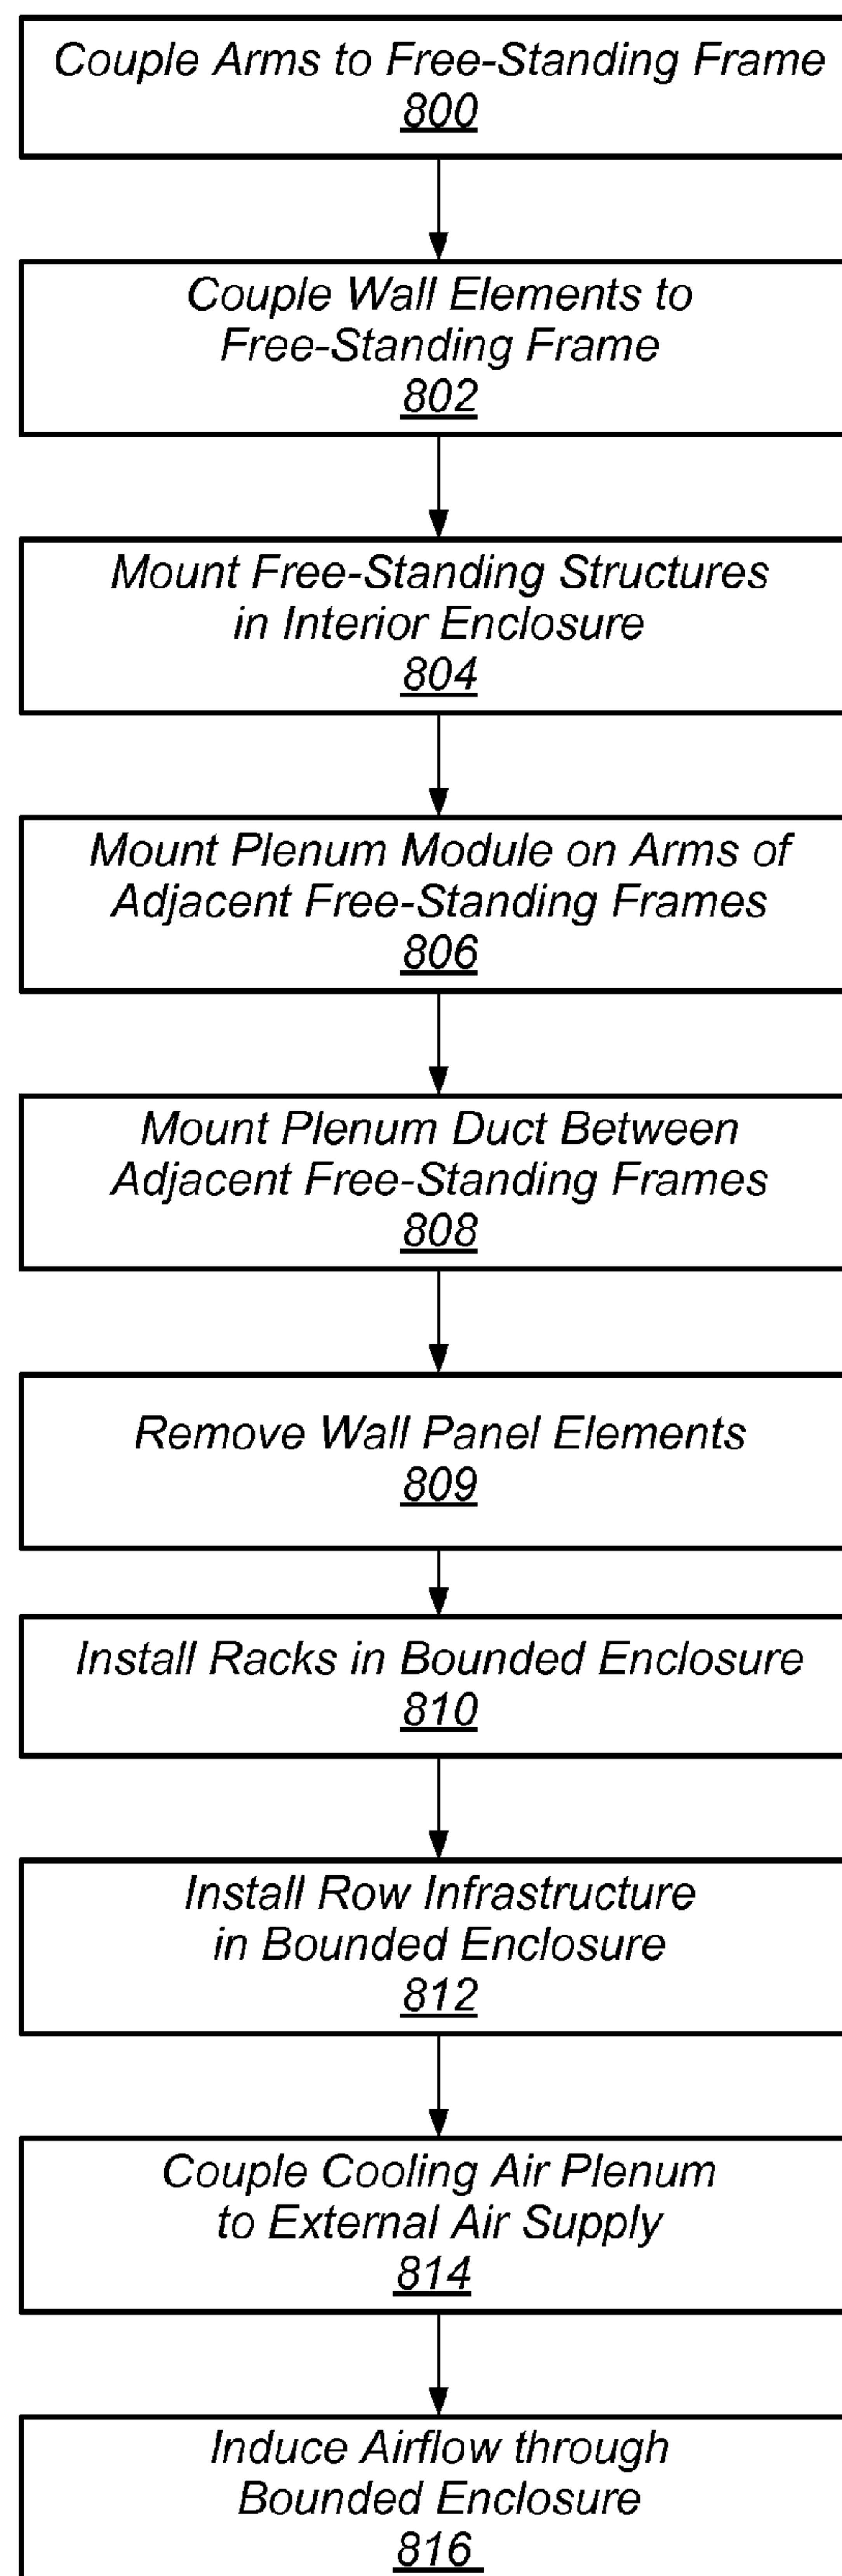 Couple Arms to Free-Standing Frame
800
Couple Wall Elements to
Free-Standing Frame
802
Mount Free-Standing Structures
in Interior Enclosure
804
Mount Plenum Module on Arms of
Adjacent Free-Standing Frames
806
Mount Plenum Duct Between
Adjacent Free-Standing Frames
808
Remove Wall Panel Elements
809
Install Racks in Bounded Enclosure
810
Install Row Infrastructure
in Bounded Enclosure
812
Couple Cooling Air Plenum
to External Air Supply
814
Induce Airflow through
Bounded Enclosure
816